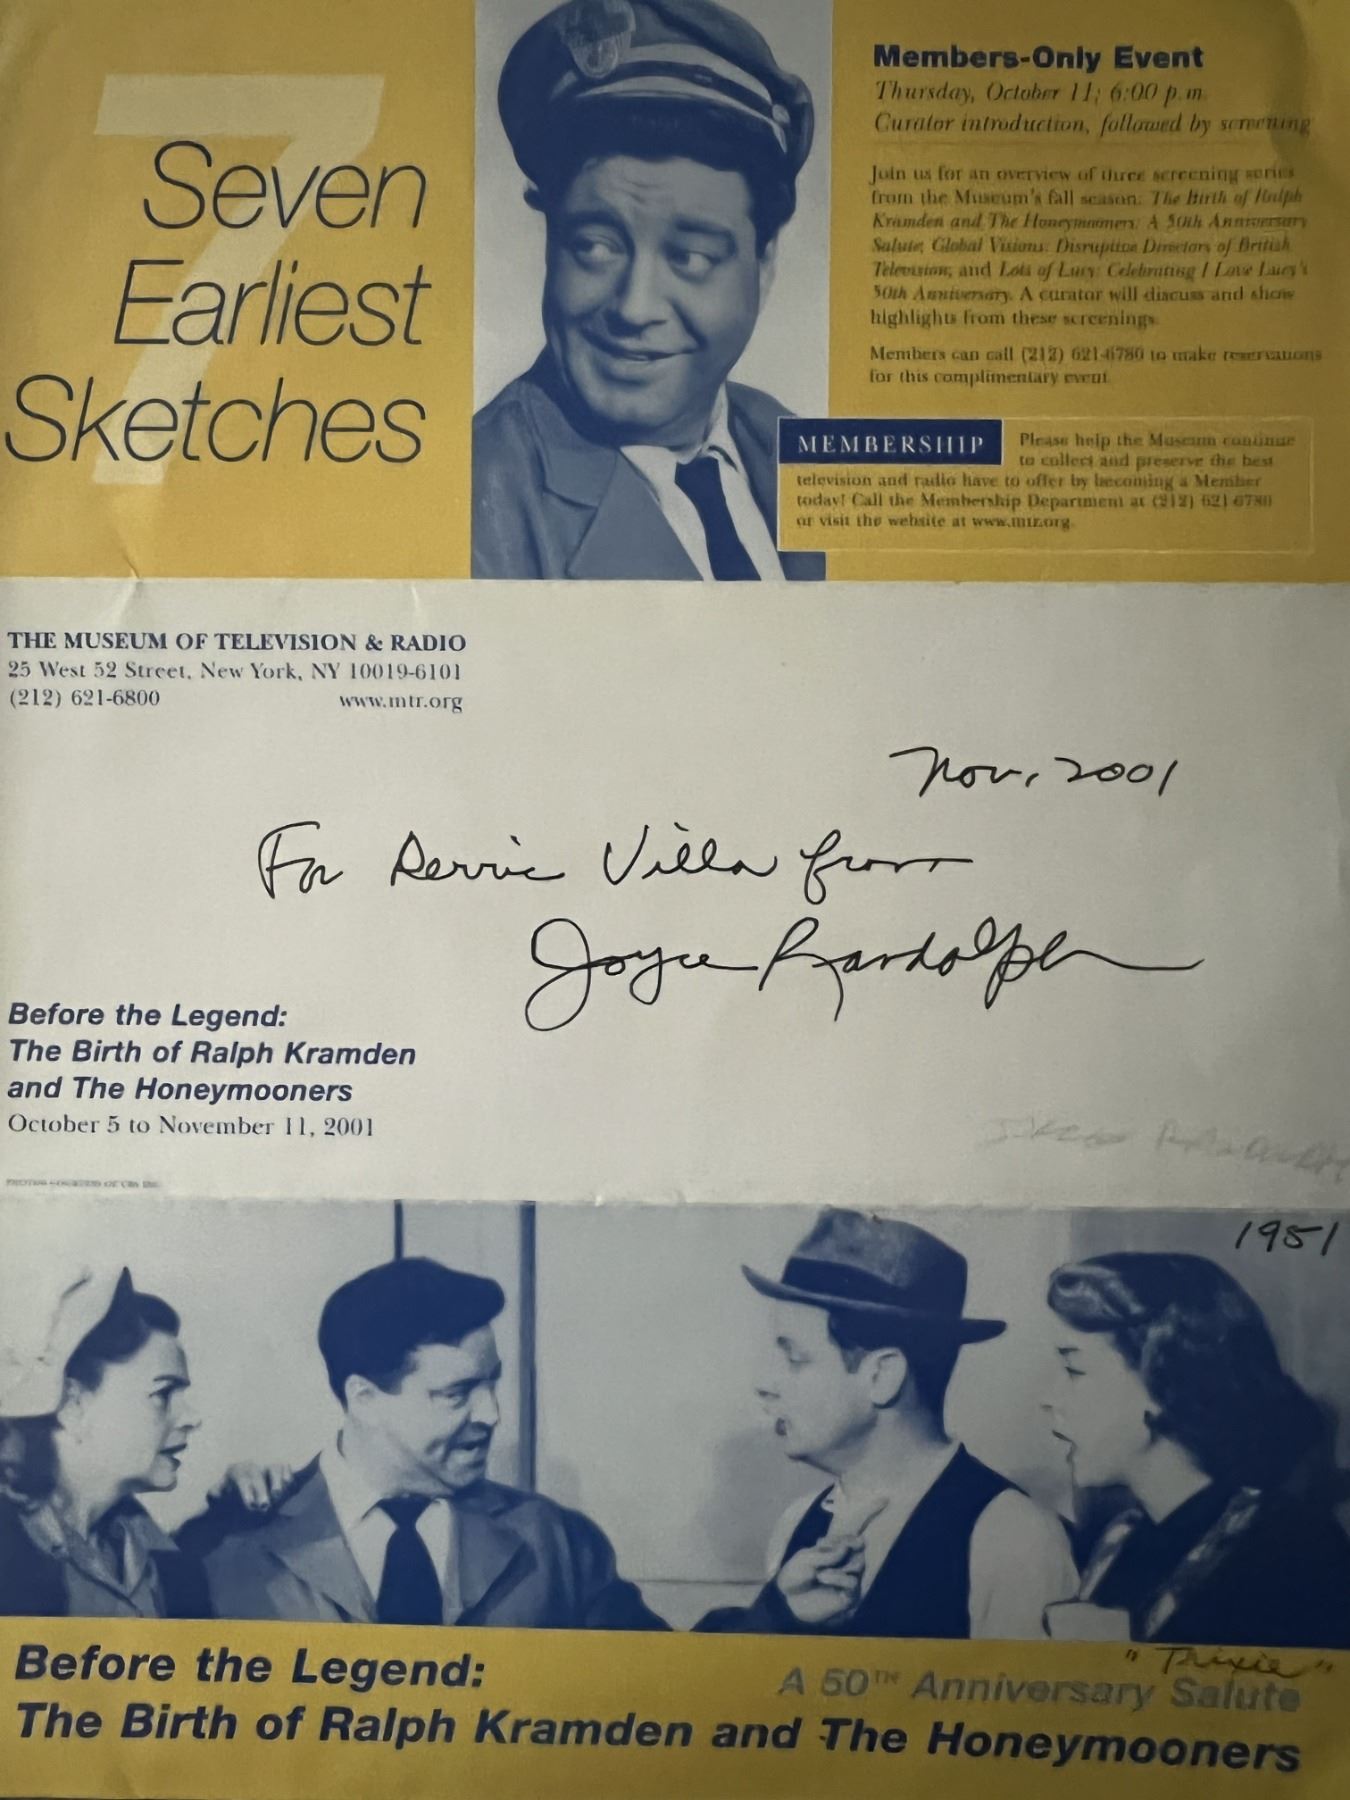 7
Seven
Earliest
Sketches
Members-Only Event
Thursday, October 11; 6:00 p.m.
Curator introduction, followed by screening
Join us for an overview of three screening series
from the Museum's fall season: The Birth of Ralph
Kramden and The Honeymooners: A 50th Anniversary
Salute; Global Visions: Disruptive Directors of British
Television; and Lots of Lucy: Celebrating I Love Lucy's
50th Anniversary. A curator will discuss and show
highlights from these screenings.
Members can call (212) 621-6780 to make reservations
for this complimentary event.
MEMBERSHIP Please help the Museum continue
to collect and preserve the best
television and radio have to offer by becoming a Member
today! Call the Membership Department at (212) 621-6780
or visit the website at www.mtr.org.
THE MUSEUM OF TELEVISION & RADIO
25 West 52 Street, New York, NY 10019-6101
(212) 621-6800 www.mtr.org
Nov, 2001
For Derric Villa from
Joyce Randolph
Before the Legend:
The Birth of Ralph Kramden
and The Honeymooners
October 5 to November 11, 2001
PHOTOS COURTESY OF CBS INC.
1951
"Trixie"
Before the Legend: A 50TH Anniversary Salute
The Birth of Ralph Kramden and The Honeymooners